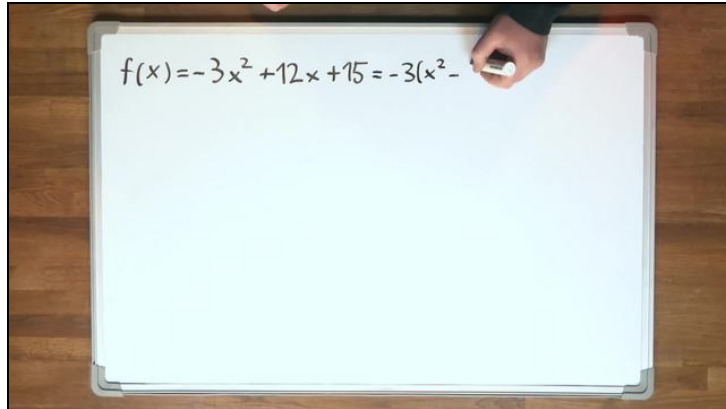 f(x) = -3x² + 12x + 15 = -3(x² -